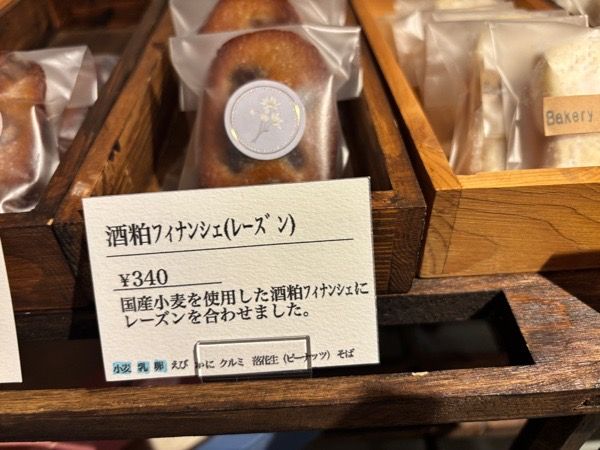 Bakery
酒粕ﾌｨﾅﾝｼｪ(ﾚｰｽﾞﾝ)
¥340
国産小麦を使用した酒粕ﾌｨﾅﾝｼｪに
レーズンを合わせました。
小麦 乳 卵 えび かに クルミ 落花生（ピーナッツ）そば